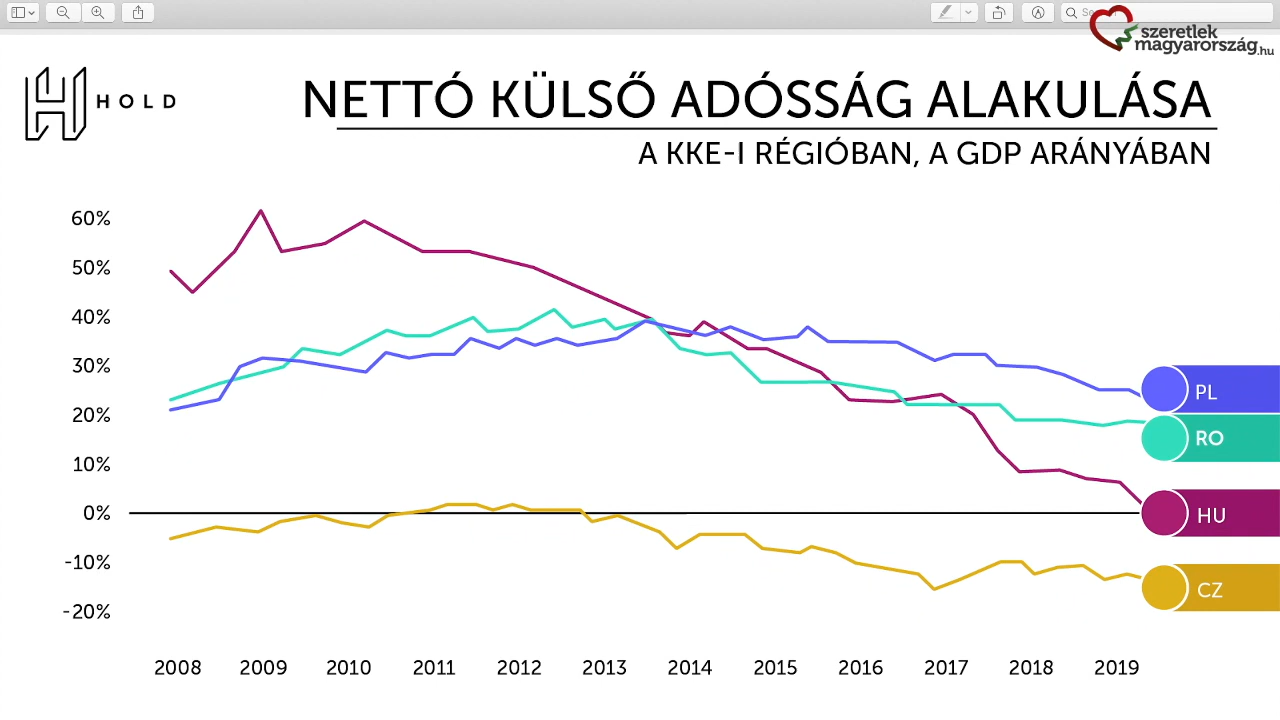 szeretlek
magyarország.hu
HOLD
NETTÓ KÜLSŐ ADÓSSÁG ALAKULÁSA
A KKE-I RÉGIÓBAN, A GDP ARÁNYÁBAN
60%
50%
40%
30%
20%
10%
0%
-10%
-20%
PL
RO
HU
CZ
2008 2009 2010 2011 2012 2013 2014 2015 2016 2017 2018 2019